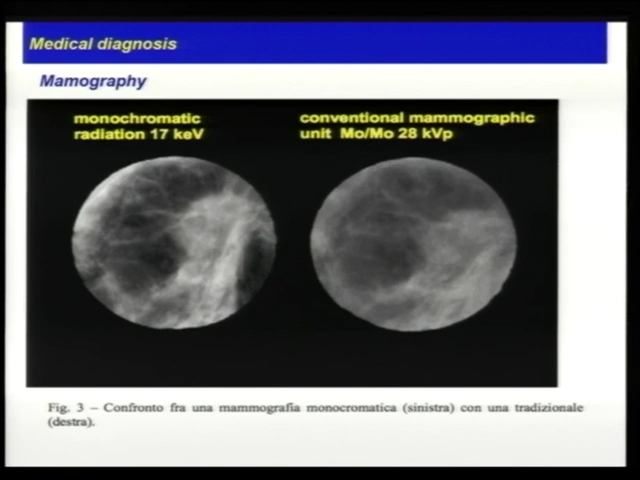 Medical diagnosis
Mamography
monochromatic
radiation 17 keV
conventional mammographic
unit Mo/Mo 28 kVp
Fig. 3 – Confronto fra una mammografia monocromatica (sinistra) con una tradizionale
(destra).